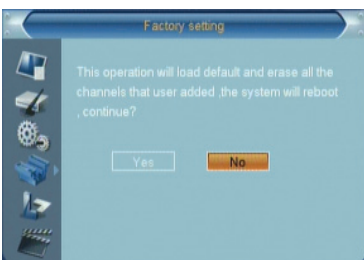 Factory setting
This operation will load default and erase all the
channels that user added ,the system will reboot
, continue?
Yes
No